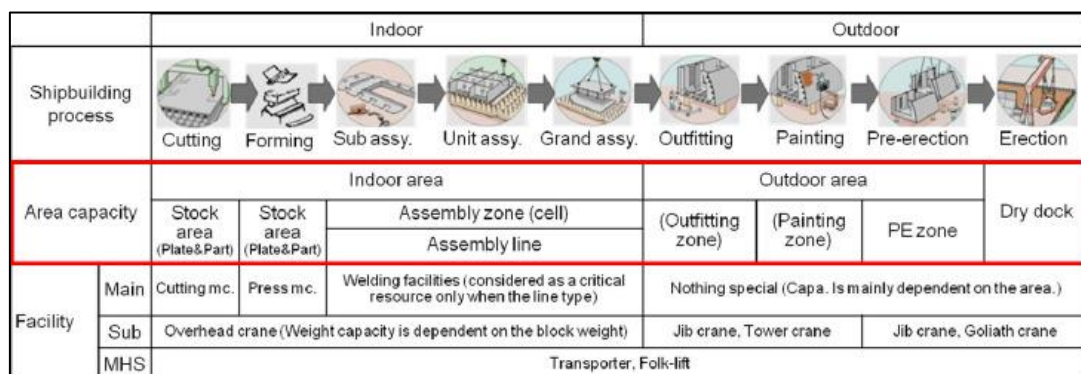 Indoor Outdoor
Shipbuilding process
Cutting Forming Sub assy. Unit assy. Grand assy. Outfitting Painting Pre-erection Erection
Area capacity
Indoor area Outdoor area Dry dock
Stock area (Plate&Part)
Stock area (Plate&Part)
Assembly zone (cell)
Assembly line
(Outfitting zone)
(Painting zone)
PE zone
Facility
Main Cutting mc. Press mc.
Welding facilities (considered as a critical
resource only when the line type)
Nothing special (Capa. Is mainly dependent on the area.)
Sub Overhead crane (Weight capacity is dependent on the block weight) Jib crane, Tower crane Jib crane, Goliath crane
MHS Transporter, Folk-lift